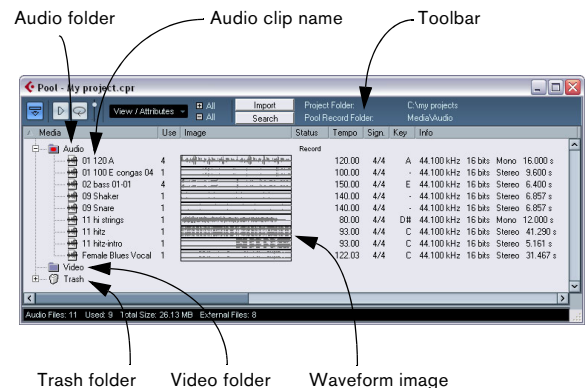 Audio folder Audio clip name Toolbar
Pool - My project.cpr
View / Attributes All Import Project Folder: C:\my projects
All Search Pool Record Folder: Media\Audio
Media Use Image Status Tempo Sign. Key Info
Audio Record
01 120 A 4 120.00 4/4 A 44.100 kHz 16 bits Mono 16.000 s
01 100 E congas 04 1 100.00 4/4 - 44.100 kHz 16 bits Stereo 9.600 s
02 bass 01-01 4 150.00 4/4 E 44.100 kHz 16 bits Stereo 6.400 s
09 Shaker 1 140.00 4/4 - 44.100 kHz 16 bits Stereo 6.857 s
09 Snare 1 140.00 4/4 - 44.100 kHz 16 bits Stereo 6.857 s
11 hi strings 1 80.00 4/4 D# 44.100 kHz 16 bits Mono 12.000 s
11 hitz 1 93.00 4/4 C 44.100 kHz 16 bits Stereo 41.290 s
11 hitz-intro 1 93.00 4/4 C 44.100 kHz 16 bits Stereo 5.161 s
Female Blues Vocal 1 122.03 4/4 C 44.100 kHz 16 bits Stereo 31.467 s
Video
Trash
Audio Files: 11 Used: 9 Total Size: 26.13 MB External Files: 8
Trash folder Video folder Waveform image